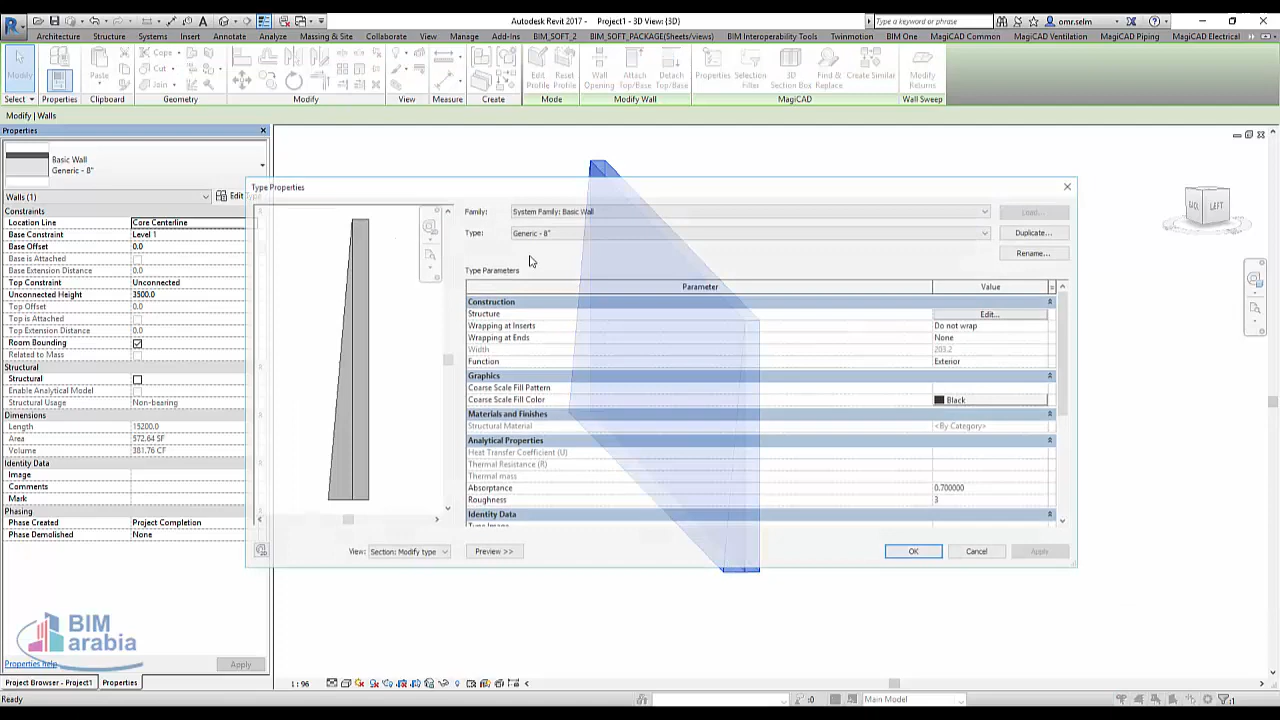 Autodesk Revit 2017 - Project1 - 3D View: {3D}
Type a keyword or phrase
omr.selm
Architecture Structure Systems Insert Annotate Analyze Massing & Site Collaborate View Manage Add-Ins BIM_SOFT_2 BIM_SOFT_PACKAGE(Sheets/views) BIM Interoperability Tools Twinmotion BIM One MagiCAD Common MagiCAD Ventilation MagiCAD Piping MagiCAD Electrical
Modify
Paste
Cope
Cut
Join
Edit Profile
Reset Profile
Wall Opening
Attach Top/Base
Detach Top/Base
Properties
Selection Filter
3D Section Box
Find & Replace
Create Similar
Modify Returns
Select Properties Clipboard Geometry Modify View Measure Create Mode Modify Wall MagiCAD Wall Sweep
Modify | Walls
Properties
Basic Wall
Generic - 8"
Walls (1)
Edit Type
Constraints
Location Line Core Centerline
Base Constraint Level 1
Base Offset 0.0
Base is Attached
Base Extension Distance 0.0
Top Constraint Unconnected
Unconnected Height 3500.0
Top Offset 0.0
Top is Attached
Top Extension Distance 0.0
Room Bounding
Related to Mass
Structural
Structural
Enable Analytical Model
Structural Usage Non-bearing
Dimensions
Length 15200.0
Area 572.64 SF
Volume 381.76 CF
Identity Data
Image
Comments
Mark
Phasing
Phase Created Project Completion
Phase Demolished None
BIM
arabia
Properties help
Apply
Project Browser - Project1 Properties
Ready
Type Properties
Family: System Family: Basic Wall
Load...
Type: Generic - 8"
Duplicate...
Rename...
Type Parameters
Parameter Value
Construction
Structure Edit...
Wrapping at Inserts Do not wrap
Wrapping at Ends None
Width 203.2
Function Exterior
Graphics
Coarse Scale Fill Pattern
Coarse Scale Fill Color Black
Materials and Finishes
Structural Material <By Category>
Analytical Properties
Heat Transfer Coefficient (U)
Thermal Resistance (R)
Thermal mass
Absorptance 0.700000
Roughness 3
Identity Data
Type Image
View: Section: Modify type
Preview >>
OK
Cancel
Apply
LEFT
1 : 96
:0
Main Model
:1